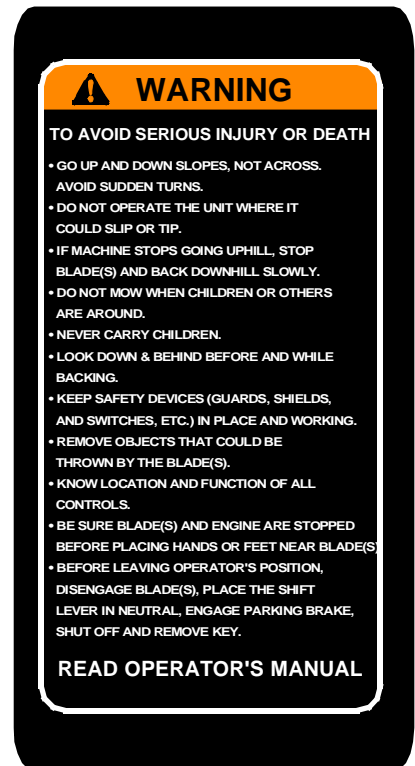 WARNING
TO AVOID SERIOUS INJURY OR DEATH
• GO UP AND DOWN SLOPES, NOT ACROSS.
AVOID SUDDEN TURNS.
• DO NOT OPERATE THE UNIT WHERE IT
COULD SLIP OR TIP.
• IF MACHINE STOPS GOING UPHILL, STOP
BLADE(S) AND BACK DOWNHILL SLOWLY.
• DO NOT MOW WHEN CHILDREN OR OTHERS
ARE AROUND.
• NEVER CARRY CHILDREN.
• LOOK DOWN & BEHIND BEFORE AND WHILE
BACKING.
• KEEP SAFETY DEVICES (GUARDS, SHIELDS,
AND SWITCHES, ETC.) IN PLACE AND WORKING.
• REMOVE OBJECTS THAT COULD BE
THROWN BY THE BLADE(S).
• KNOW LOCATION AND FUNCTION OF ALL
CONTROLS.
• BE SURE BLADE(S) AND ENGINE ARE STOPPED
BEFORE PLACING HANDS OR FEET NEAR BLADE(S)
• BEFORE LEAVING OPERATOR'S POSITION,
DISENGAGE BLADE(S), PLACE THE SHIFT
LEVER IN NEUTRAL, ENGAGE PARKING BRAKE,
SHUT OFF AND REMOVE KEY.
READ OPERATOR'S MANUAL